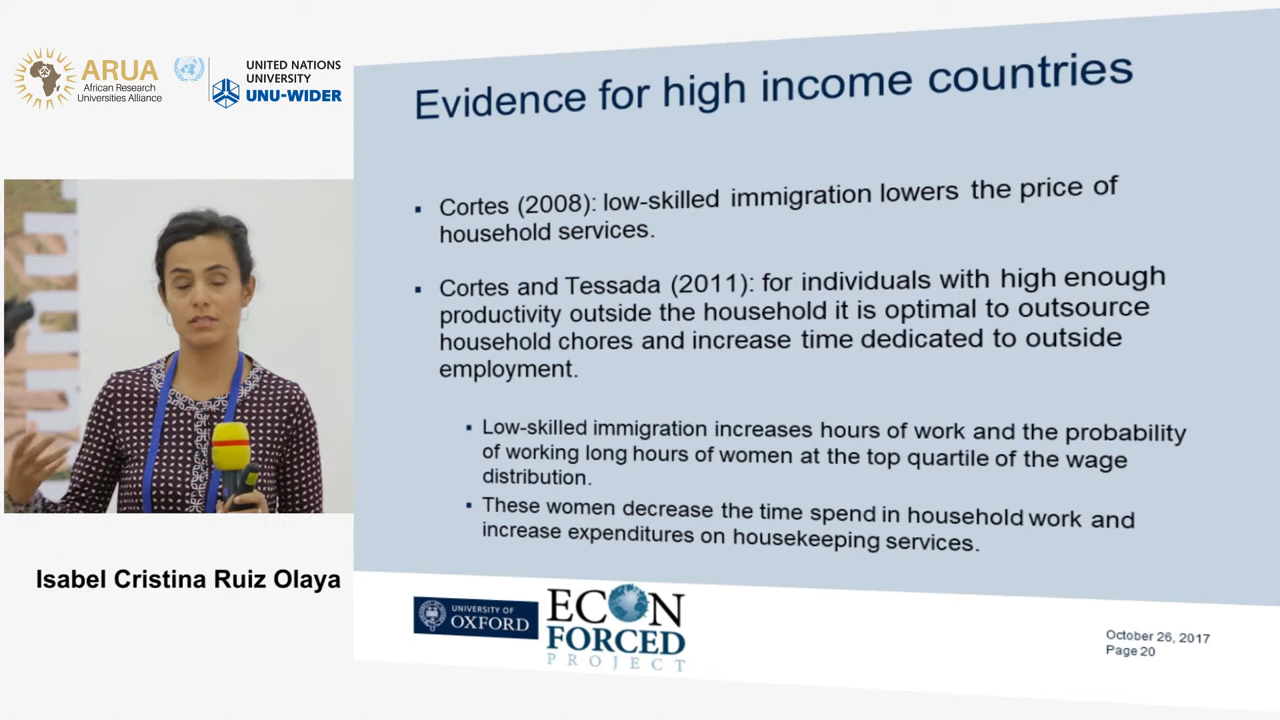 ARUA
African Research
Universities Alliance
UNITED NATIONS
UNIVERSITY
UNU-WIDER
Evidence for high income countries
▪ Cortes (2008): low-skilled immigration lowers the price of
household services.
▪ Cortes and Tessada (2011): for individuals with high enough
productivity outside the household it is optimal to outsource
household chores and increase time dedicated to outside
employment.
▪ Low-skilled immigration increases hours of work and the probability
of working long hours of women at the top quartile of the wage
distribution.
▪ These women decrease the time spend in household work and
increase expenditures on housekeeping services.
Isabel Cristina Ruiz Olaya
UNIVERSITY OF
OXFORD
ECON
FORCED
PROJECT
October 26, 2017
Page 20